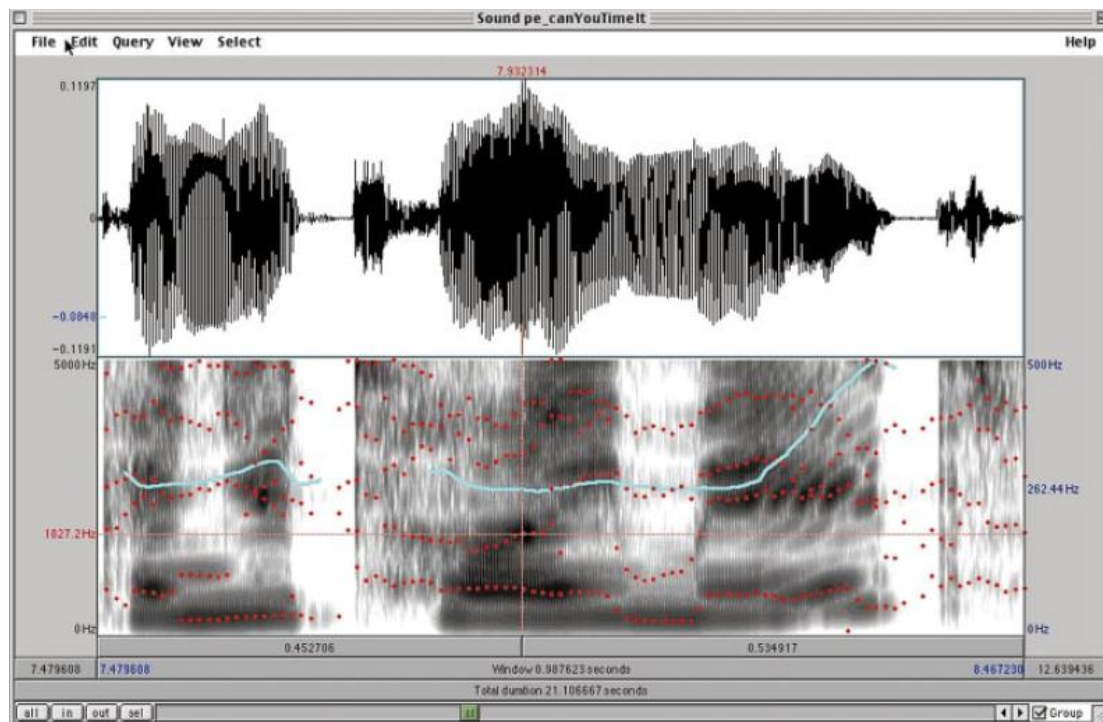 Sound pe_canYouTimeIt
File Edit Query View Select Help
7.932314
0.1197
0
-0.0848
-0.1191
5000Hz 500Hz
262.44Hz
1827.2Hz
0Hz 0Hz
0.452706 0.534917
7.479608 7.479608 Window 0.987623 seconds 8.467230 12.639436
Total duration 21.106667 seconds
all in out sel Group